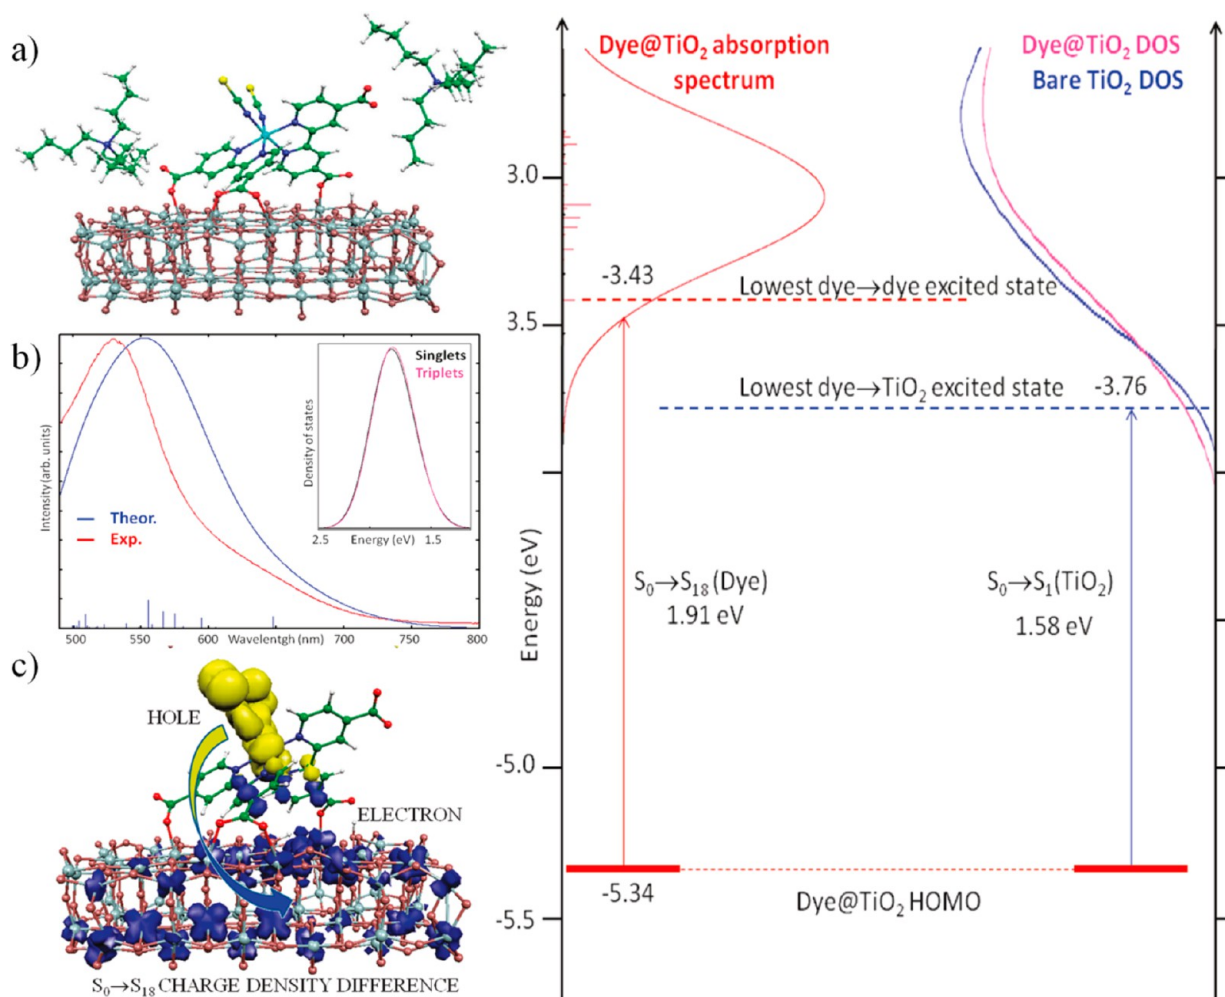 a)
b)
Intensity (arb. units)
Theor.
Exp.
500
550
600
650
700
750
800
Wavelentgh (nm)
Singlets
Triplets
Density of states
2.5
Energy (eV)
1.5
c)
HOLE
ELECTRON
S₀→S₁₈ CHARGE DENSITY DIFFERENCE
Dye@TiO₂ absorption
spectrum
Dye@TiO₂ DOS
Bare TiO₂ DOS
3.0
-3.43
Lowest dye→dye excited state
3.5
Lowest dye→TiO₂ excited state
-3.76
Energy (eV)
S₀→S₁₈(Dye)
1.91 eV
S₀→S₁(TiO₂)
1.58 eV
-5.0
-5.34
Dye@TiO₂ HOMO
-5.5